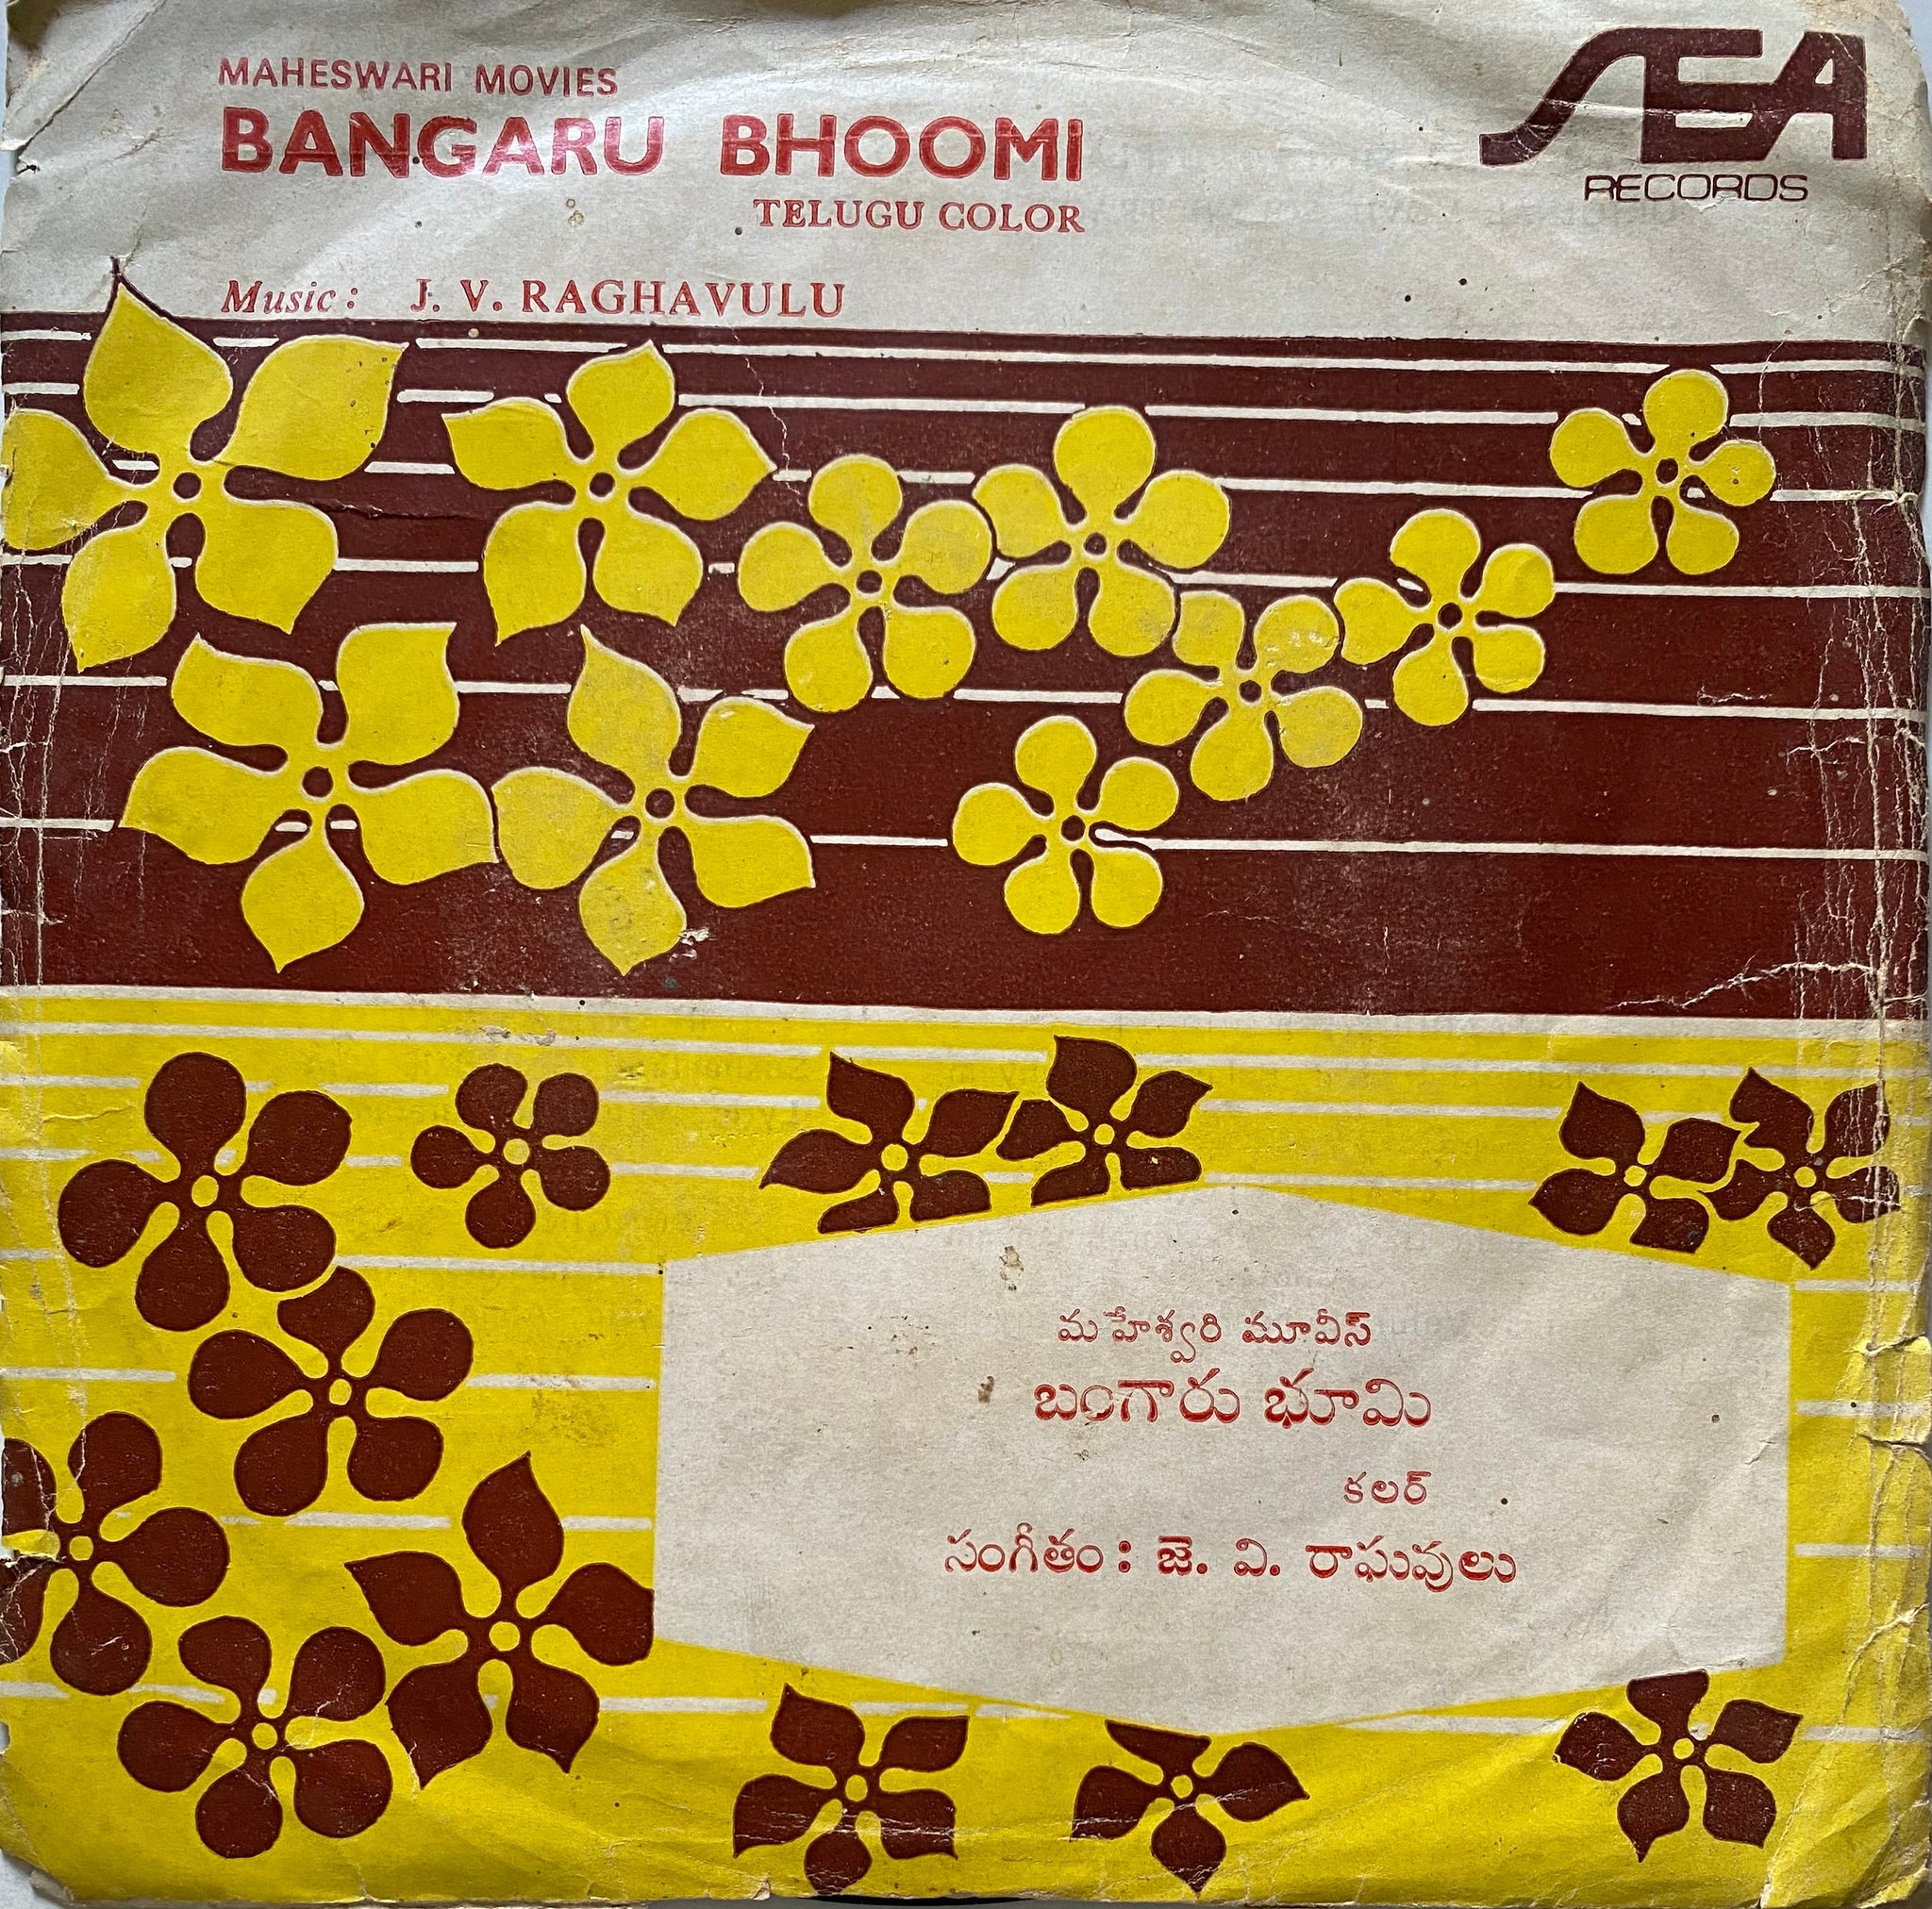 MAHESWARI MOVIES
BANGARU BHOOMI
TELUGU COLOR
Music: J. V. RAGHAVULU
SEA
RECORDS
మహేశ్వరి మూవీస్
బంగారు భూమి
కలర్
సంగీతం: జె. వి. రాఘవులు